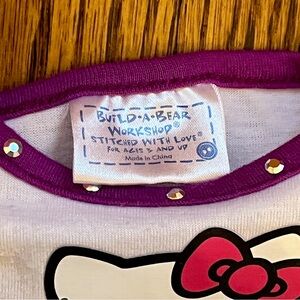 BUILD-A-BEAR
WORKSHOP®
STITCHED WITH LOVE®
FOR AGES 3 AND UP
Made in China